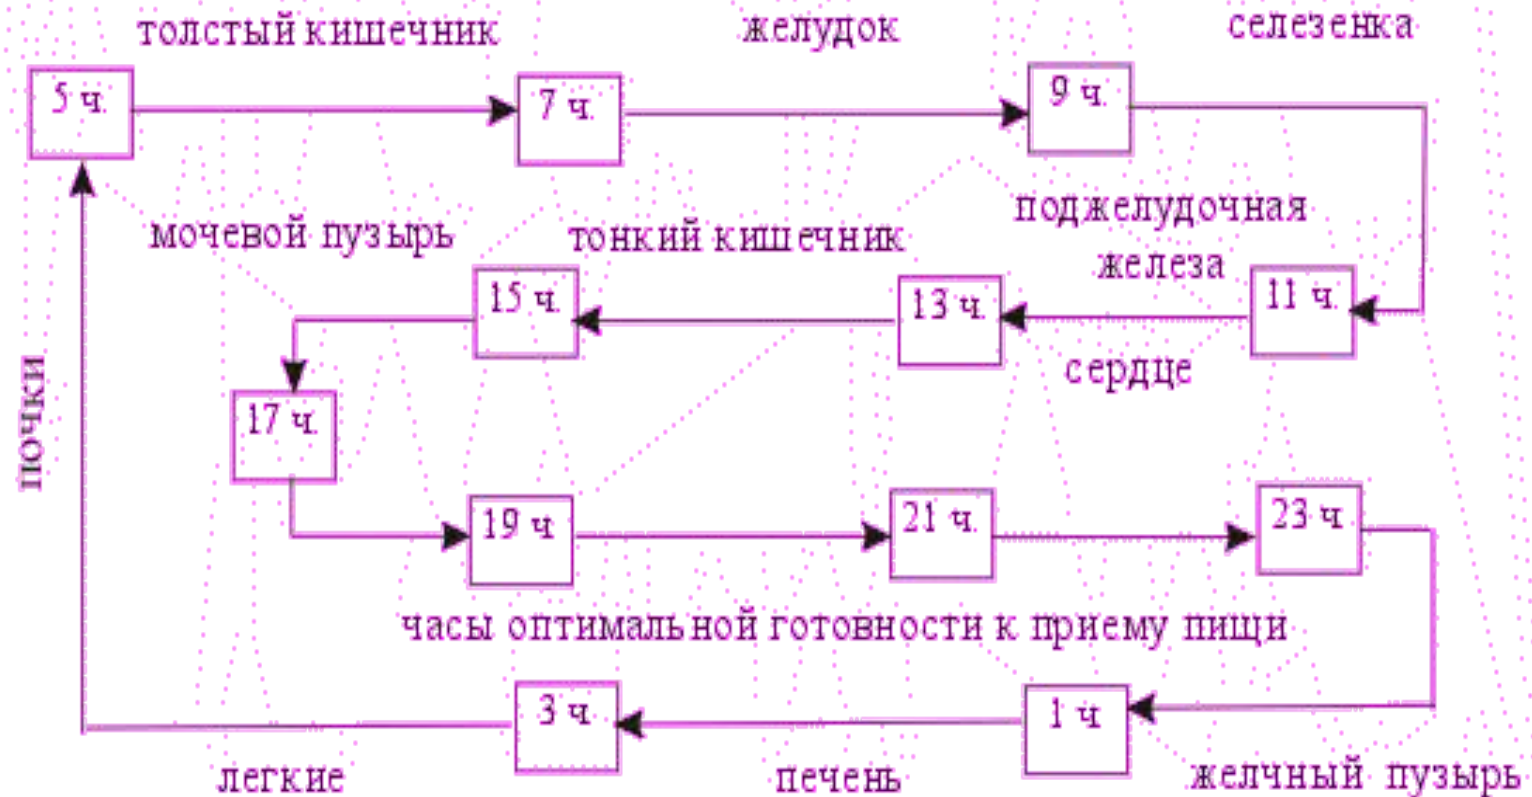 толстый кишечник желудок селезенка
5 ч. 7 ч. 9 ч.
мочевой пузырь тонкий кишечник поджелудочная
железа
15 ч. 13 ч. 11 ч.
сердце
почки
17 ч.
19 ч 21 ч. 23 ч
часы оптимальной готовности к приему пищи
3 ч 1 ч
легкие печень желчный пузырь